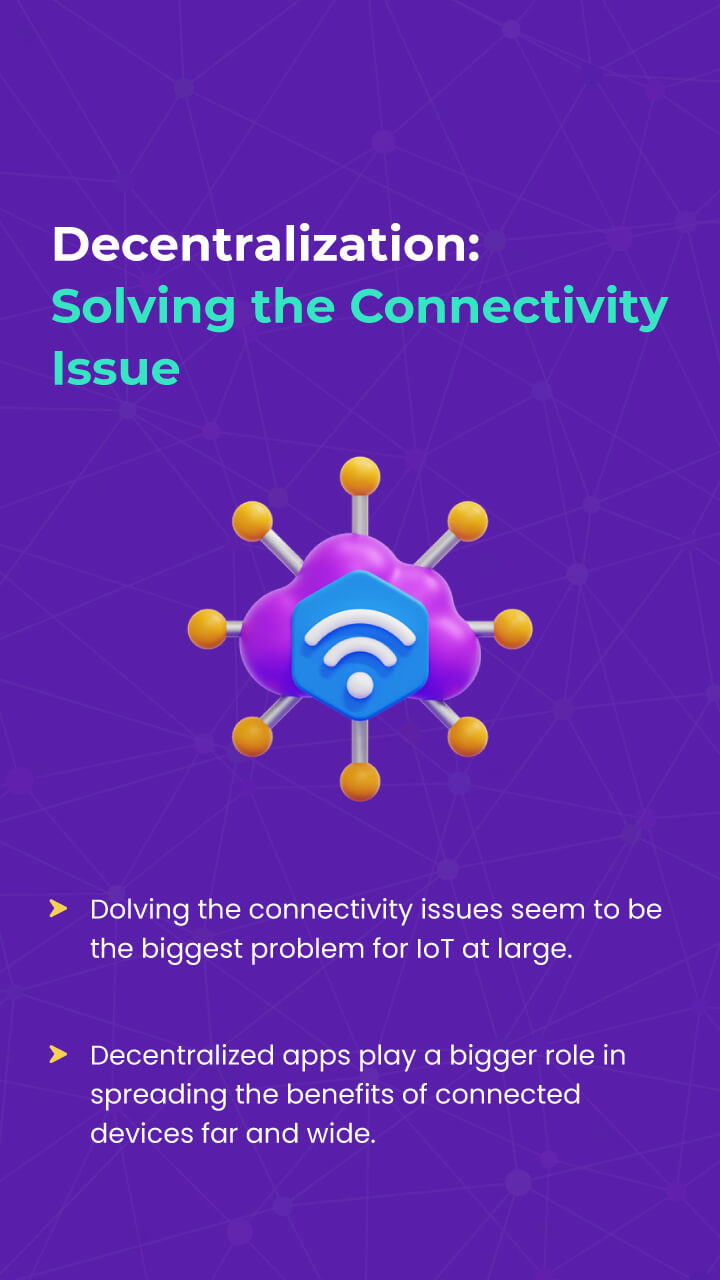 Decentralization:
Solving the Connectivity
Issue
Dolving the connectivity issues seem to be
the biggest problem for IoT at large.
Decentralized apps play a bigger role in
spreading the benefits of connected
devices far and wide.